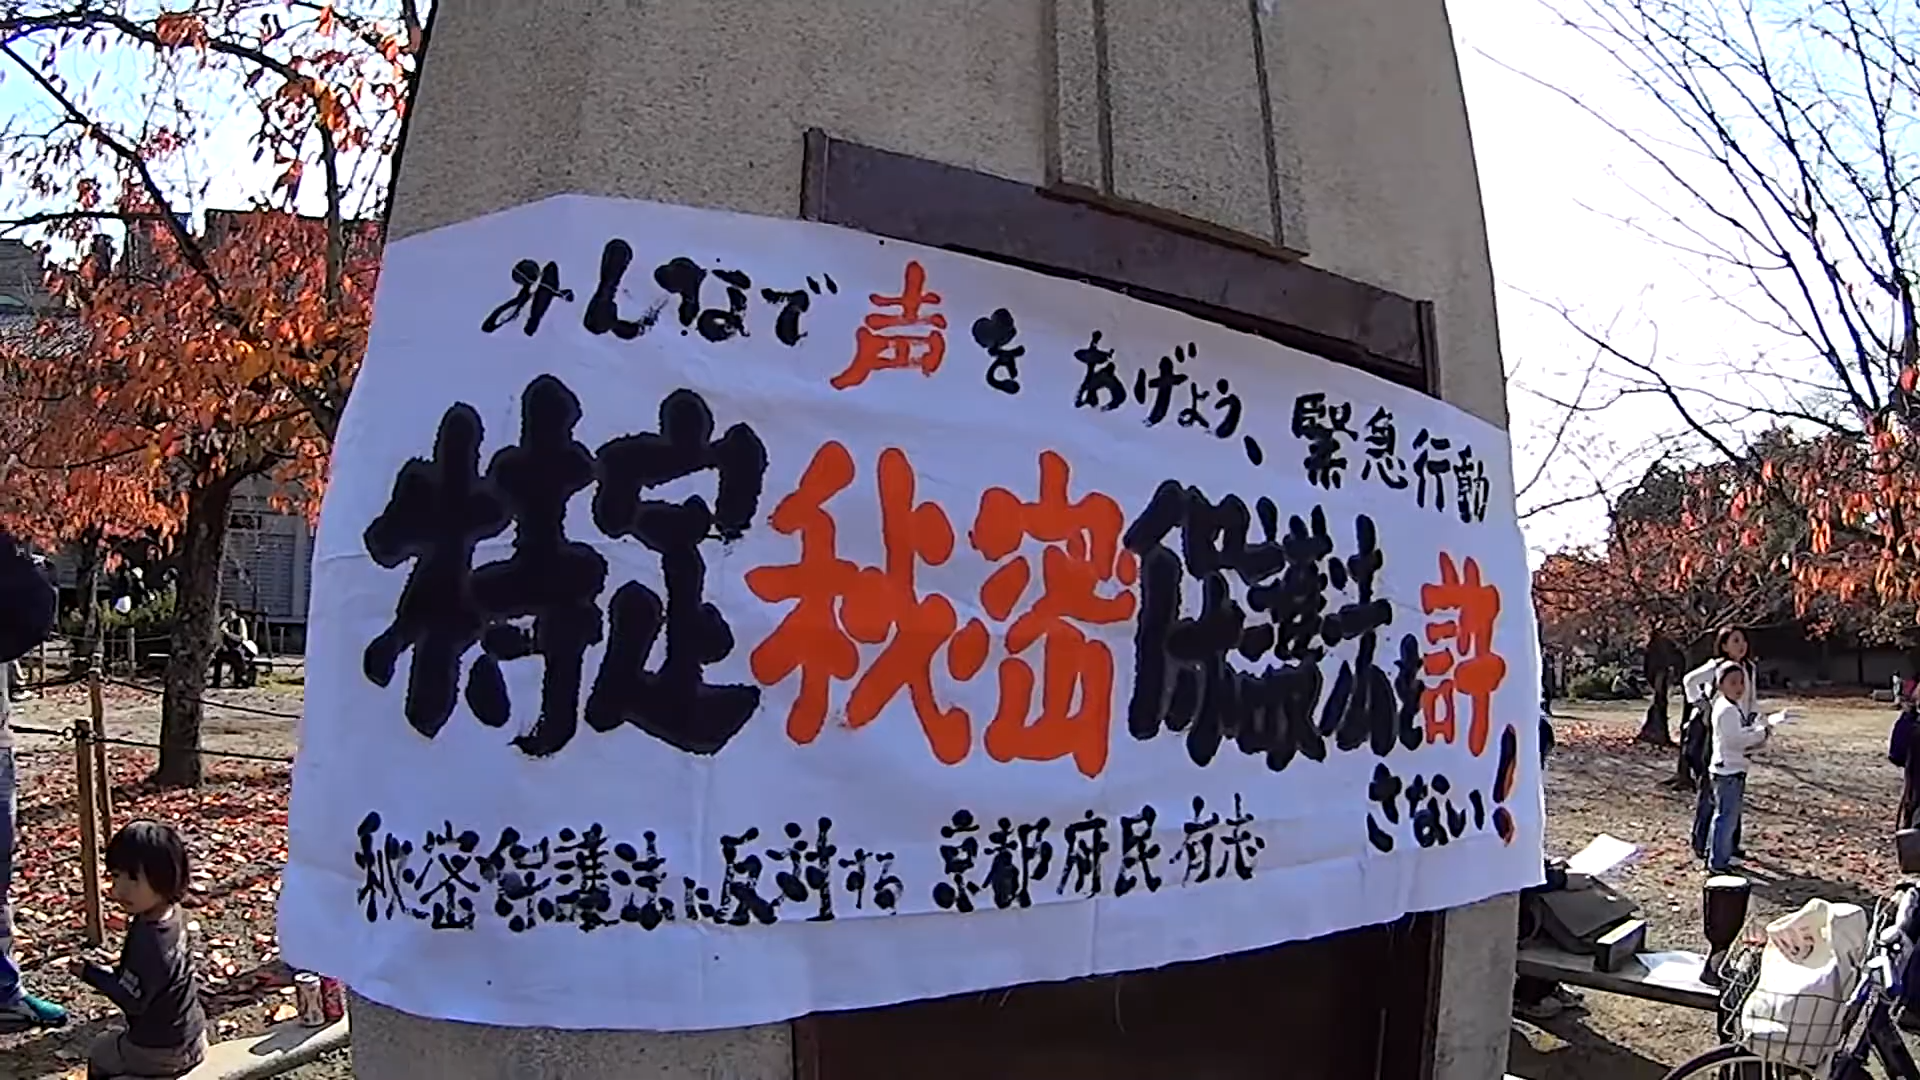 みんなで声をあげよう、緊急行動
特定秘密保護法を許さない!
秘密保護法に反対する 京都府民有志